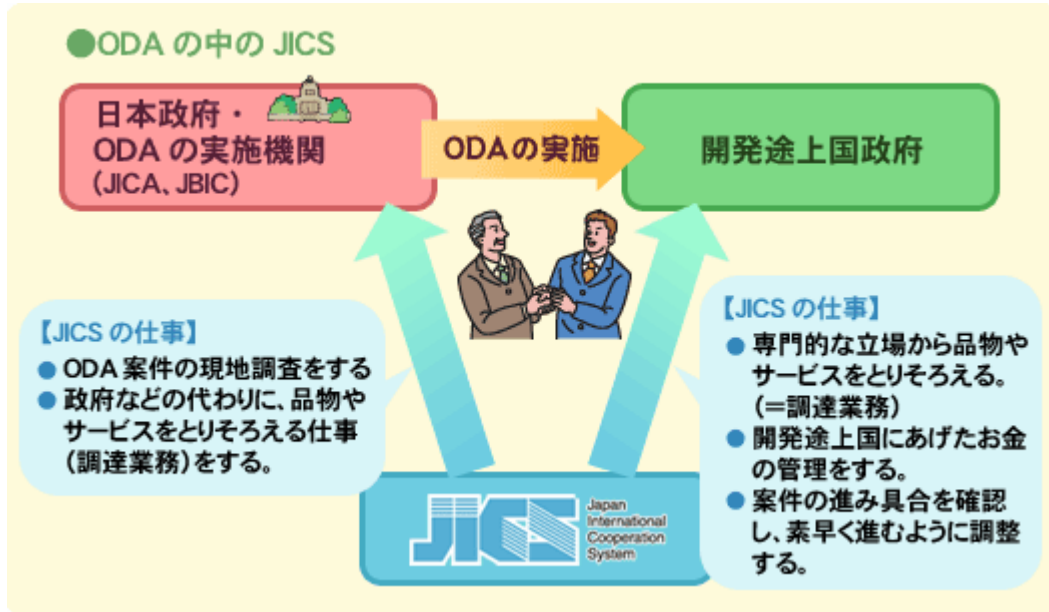 ●ODA の中の JICS
日本政府・
ODA の実施機関
（JICA、JBIC）
ODAの実施
開発途上国政府
【JICS の仕事】
● ODA 案件の現地調査をする
● 政府などの代わりに、品物や
サービスをとりそろえる仕事
（調達業務）をする。
【JICS の仕事】
● 専門的な立場から品物や
サービスをとりそろえる。
（＝調達業務）
● 開発途上国にあげたお金
の管理をする。
● 案件の進み具合を確認
し、素早く進むように調整
する。
JICS
Japan
International
Cooperation
System